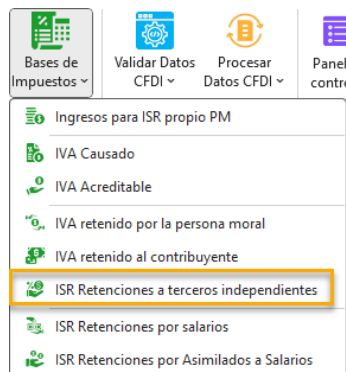 Bases de
Impuestos
Validar Datos
CFDI
Procesar
Datos CFDI
Panel
contr
Ingresos para ISR propio PM
IVA Causado
IVA Acreditable
IVA retenido por la persona moral
IVA retenido al contribuyente
ISR Retenciones a terceros independientes
ISR Retenciones por salarios
ISR Retenciones por Asimilados a Salarios